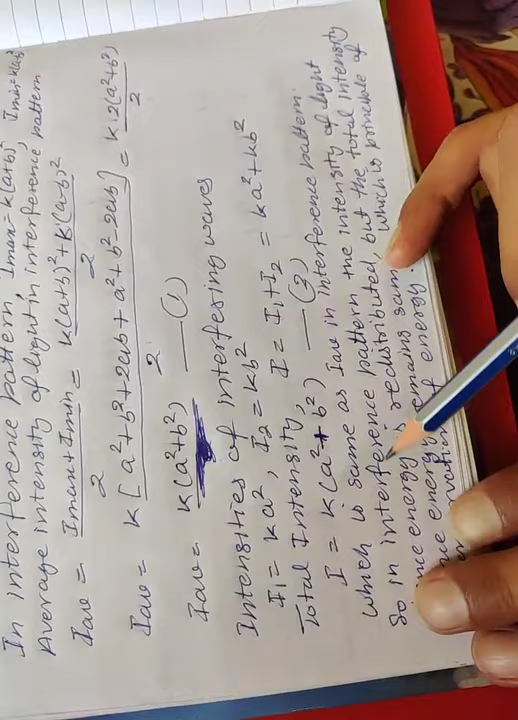 In interference pattern Imax = k(a+b)², Imin = k(a-b)²
Average intensity of light in interference pattern
Iav = Imax + Imin / 2 = k(a+b)² + k(a-b)² / 2
Iav = k[a²+b²+2ab + a²+b²-2ab] / 2 = k.2(a²+b²) / 2
Iav = k(a²+b²) —(1)
Intensities of interfering waves
I1 = ka², I2 = kb²
Total Intensity, I = I1 + I2 = ka² + kb²
I = k(a² + b²) —(2)
which is same as Iav in interference pattern.
So in interference pattern the intensity of light
energy is redistributed, but the total intensity
energy remains same which is principle of
of energy.